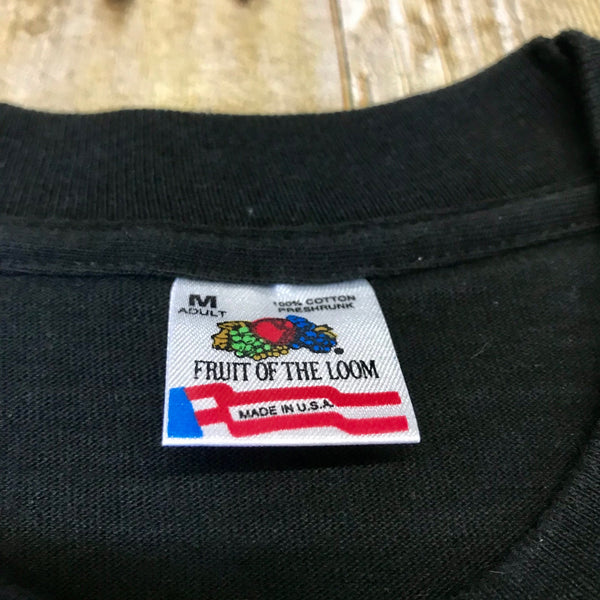 M
ADULT
100% COTTON
PRESHRUNK
FRUIT OF THE LOOM
MADE IN U.S.A.